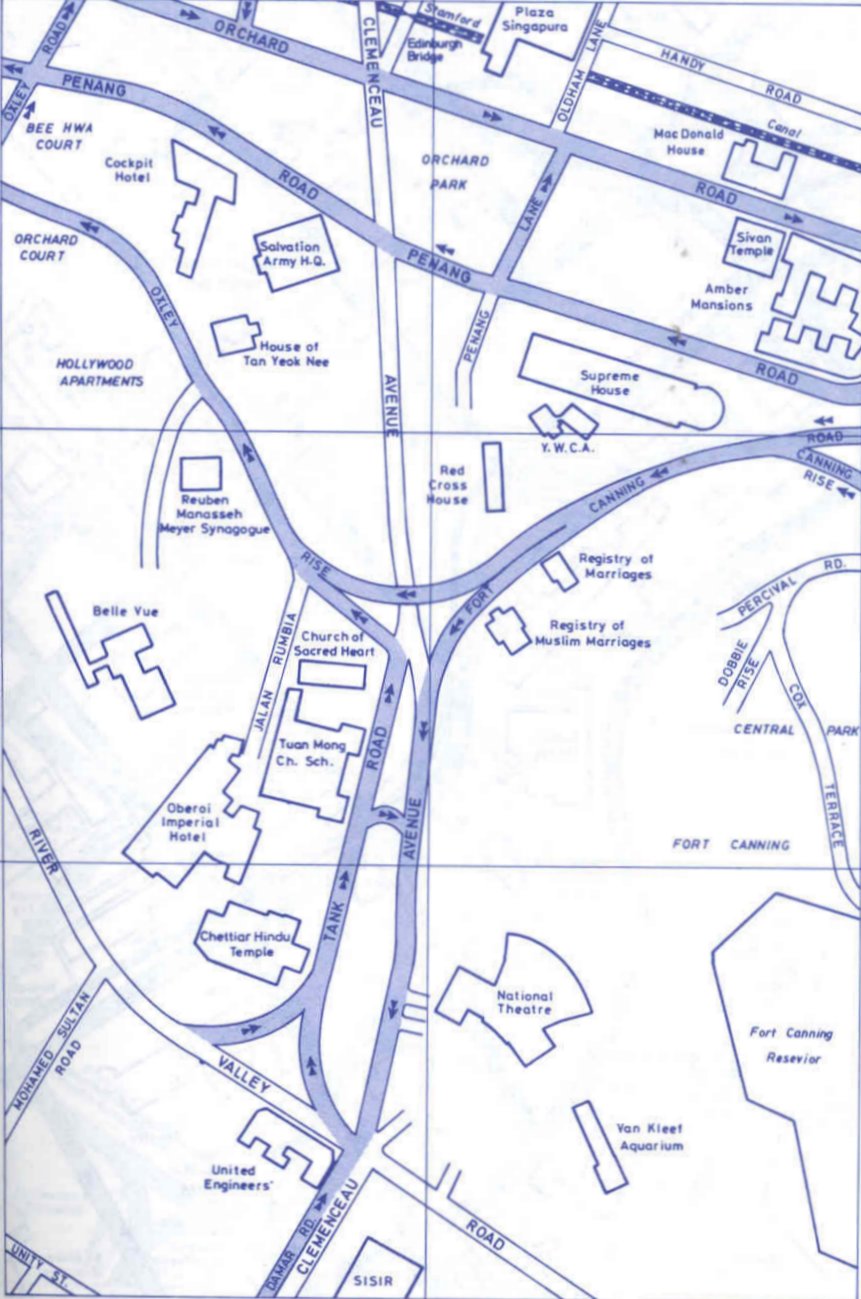 Stamford
Plaza
Singapura
ORCHARD
CLEMENCEAU
Edinburgh
Bridge
OLDHAM LANE
HANDY
ROAD
ROAD
OXLEY
PENANG
Canal
BEE HWA
COURT
Cockpit
Hotel
MacDonald
House
ORCHARD
PARK
ROAD
ROAD
LANE
ORCHARD
COURT
Salvation
Army H.Q.
PENANG
Sivan
Temple
Amber
Mansions
OXLEY
House of
Tan Yeok Nee
PENANG
HOLLYWOOD
APARTMENTS
AVENUE
Supreme
House
ROAD
Y.W.C.A.
ROAD
CANNING
RISE
Red
Cross
House
CANNING
Reuben
Manasseh
Meyer Synagogue
RISE
FORT
Registry of
Marriages
PERCIVAL
RD.
Belle Vue
JALAN RUMBIA
Church of
Sacred Heart
Registry of
Muslim Marriages
DOBBIE
RISE
COX
TERRACE
CENTRAL PARK
Tuan Mong
Ch. Sch.
ROAD
AVENUE
Oberoi
Imperial
Hotel
FORT CANNING
RIVER
TANK
Chettiar Hindu
Temple
National
Theatre
Fort Canning
Resevior
MOHAMED SULTAN
ROAD
VALLEY
Van Kleef
Aquarium
United
Engineers'
DAMAR RD.
CLEMENCEAU
ROAD
UNITY ST.
SISIR